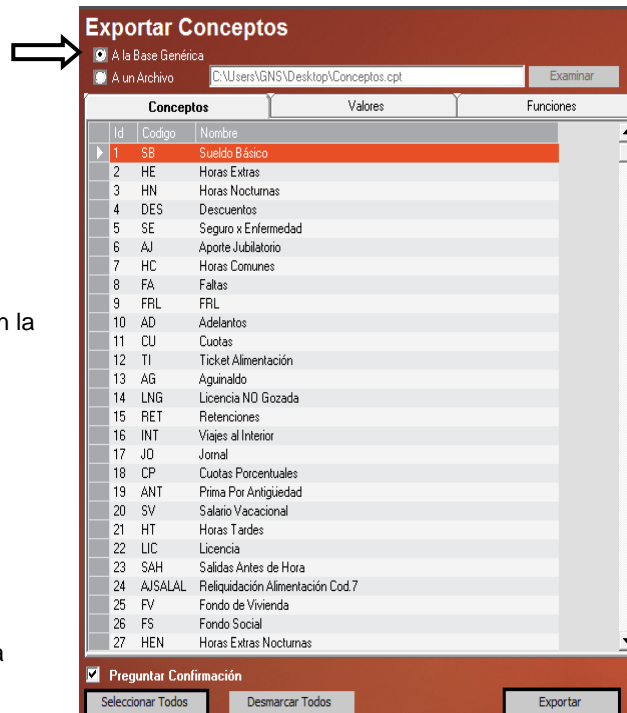 Exportar Conceptos
A la Base Genérica
A un Archivo C:\Users\GNS\Desktop\Conceptos.cpt Examinar
Conceptos Valores Funciones
Id Codigo Nombre
1 SB Sueldo Básico
2 HE Horas Extras
3 HN Horas Nocturnas
4 DES Descuentos
5 SE Seguro x Enfermedad
6 AJ Aporte Jubilatorio
7 HC Horas Comunes
8 FA Faltas
9 FRL FRL
n la
10 AD Adelantos
11 CU Cuotas
12 TI Ticket Alimentación
13 AG Aguinaldo
14 LNG Licencia NO Gozada
15 RET Retenciones
16 INT Viajes al Interior
17 JO Jornal
18 CP Cuotas Porcentuales
19 ANT Prima Por Antigüedad
20 SV Salario Vacacional
21 HT Horas Tardes
22 LIC Licencia
23 SAH Salidas Antes de Hora
24 AJSALAL Reliquidación Alimentación Cod.7
25 FV Fondo de Vivienda
26 FS Fondo Social
27 HEN Horas Extras Nocturnas
a
Preguntar Confirmación
Seleccionar Todos Desmarcar Todos Exportar